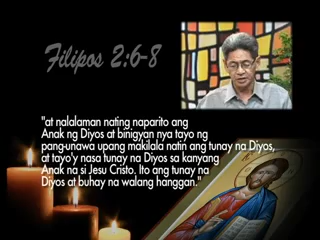 Filipos 2:6-8
"at nalalaman nating naparito ang
Anak ng Diyos at binigyan nya tayo ng
pang-unawa upang makilala natin ang tunay na Diyos,
at tayo'y nasa tunay na Diyos sa kanyang
Anak na si Jesu Cristo. Ito ang tunay na
Diyos at buhay na walang hanggan."